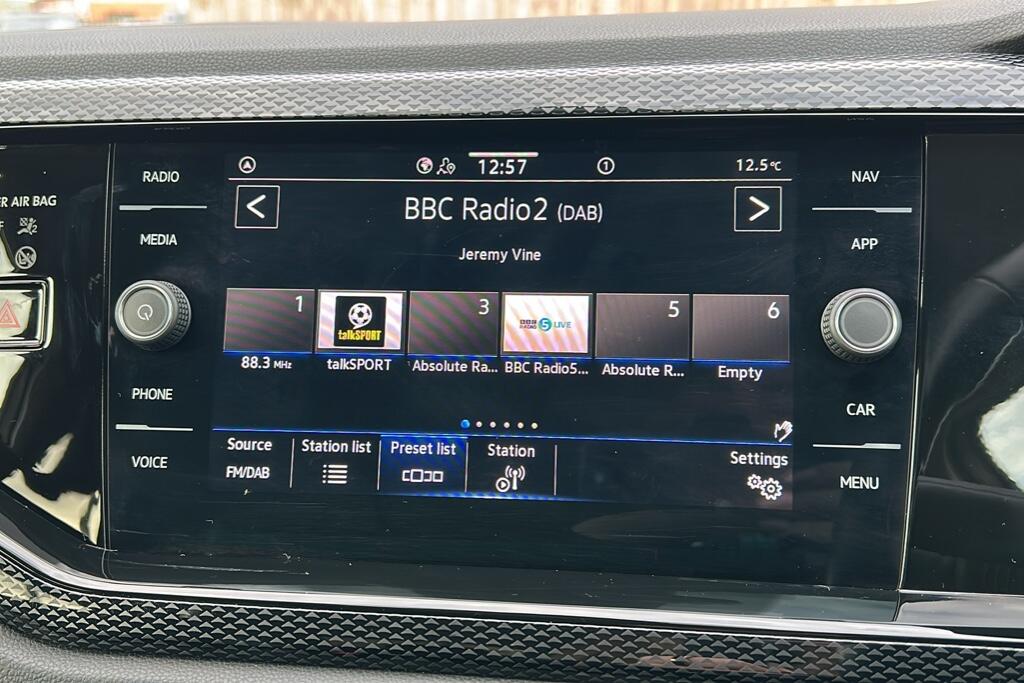 R AIR BAG
RADIO
MEDIA
PHONE
VOICE
12:57
1
12.5°C
<
BBC Radio2 (DAB)
>
Jeremy Vine
1
talkSPORT
3
BBC RADIO 5 LIVE
5
6
88.3 MHz
talkSPORT
Absolute Ra...
BBC Radio5...
Absolute R...
Empty
Source
FM/DAB
Station list
Preset list
Station
Settings
NAV
APP
CAR
MENU